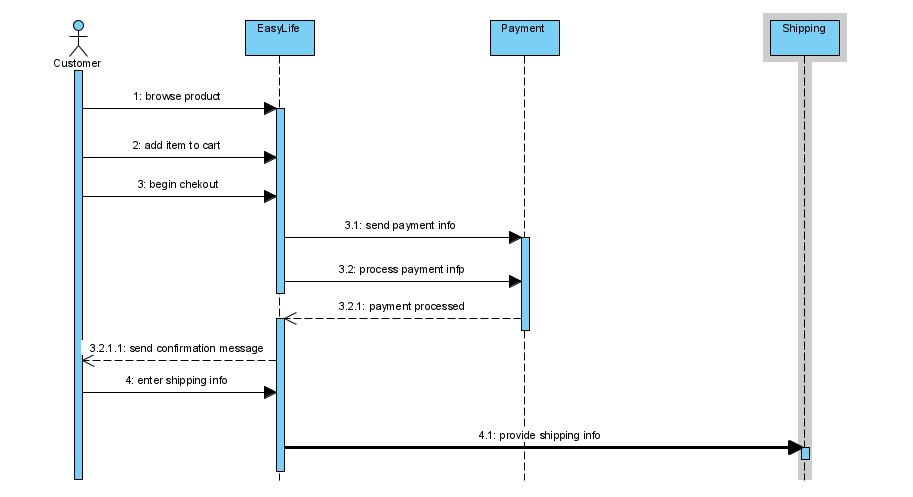 EasyLife
Payment
Shipping
Customer
1: browse product
2: add item to cart
3: begin chekout
3.1: send payment info
3.2: process payment infp
3.2.1: payment processed
3.2.1.1: send confirmation message
4: enter shipping info
4.1: provide shipping info